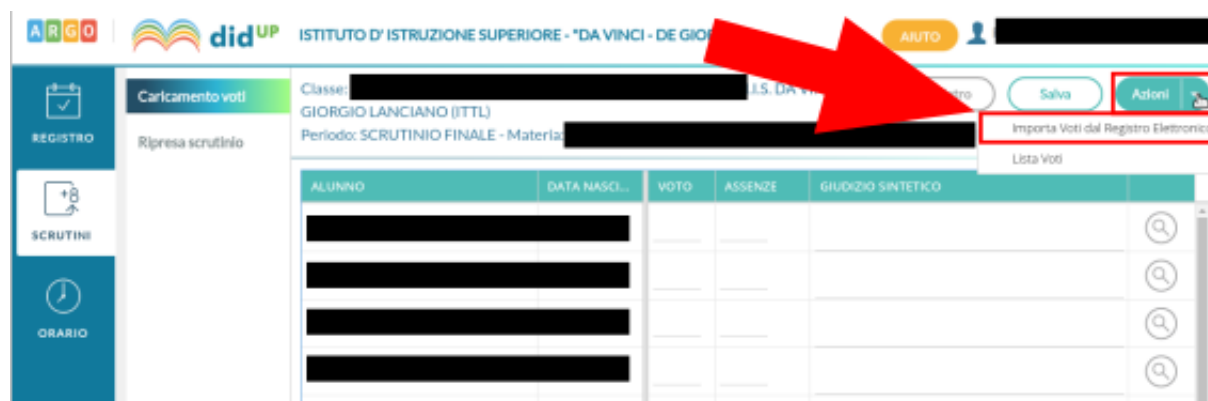 ARGO
didUP
ISTITUTO D' ISTRUZIONE SUPERIORE - "DA VINCI - DE GIO
AIUTO
REGISTRO
SCRUTINI
ORARIO
Caricamento voti
Ripresa scrutinio
Classe:
I.S. DA V
GIORGIO LANCIANO (ITTL)
Periodo: SCRUTINIO FINALE - Materia:
Salva
Azioni
Importa Voti dal Registro Elettronico
Lista Voti
ALUNNO DATA NASCI... VOTO ASSENZE GIUDIZIO SINTETICO